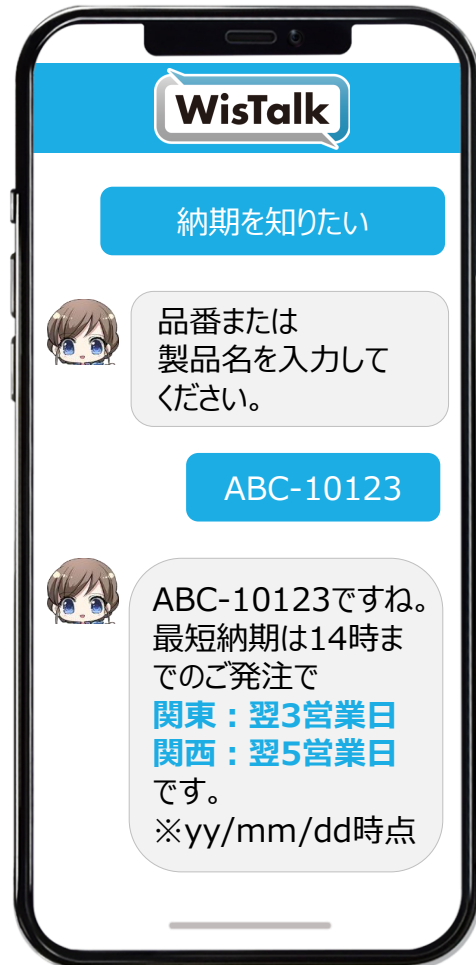 WisTalk
納期を知りたい
品番または
製品名を入力して
ください。
ABC-10123
ABC-10123ですね。
最短納期は14時ま
でのご発注で
関東：翌3営業日
関西：翌5営業日
です。
※yy/mm/dd時点